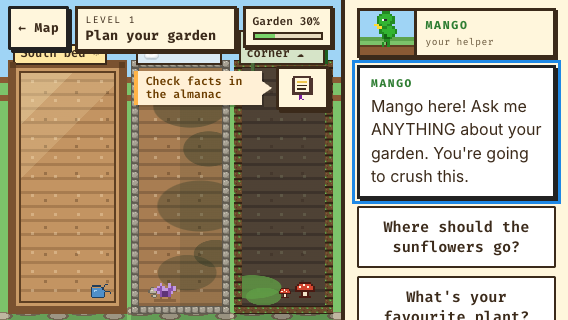 ← Map
LEVEL 1
Plan your garden
Garden 30%
South bed
corner
Check facts in
the almanac
MANGO
your helper
MANGO
Mango here! Ask me
ANYTHING about your
garden. You're going
to crush this.
Where should the
sunflowers go?
What's your
favourite plant?